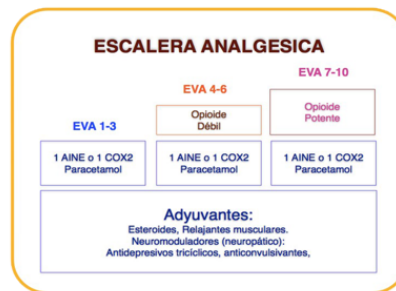 ESCALERA ANALGESICA
EVA 7-10
EVA 4-6
Opioide
Potente
Opioide
Débil
EVA 1-3
1 AINE o 1 COX2
Paracetamol
1 AINE o 1 COX2
Paracetamol
1 AINE o 1 COX2
Paracetamol
Adyuvantes:
Esteroides, Relajantes musculares.
Neuromoduladores (neuropático):
Antidepresivos tricíclicos, anticonvulsivantes,